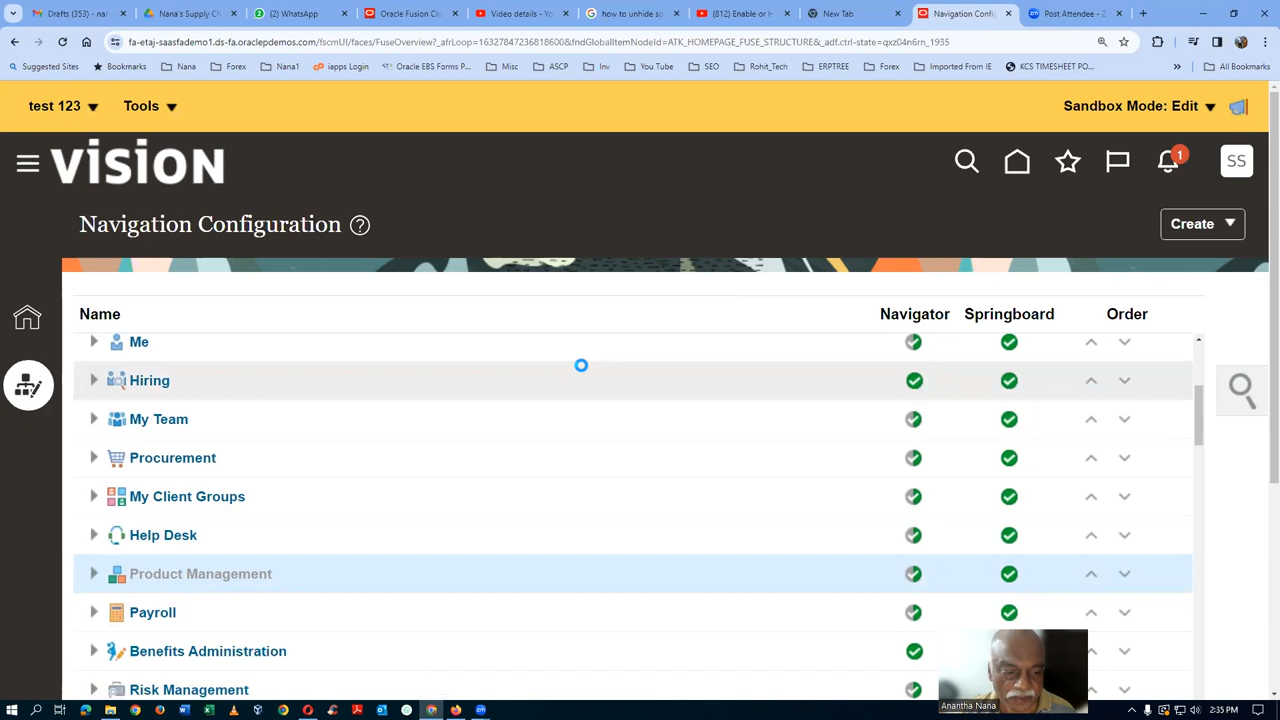 Drafts (353) - nar
Nana's Supply C
(2) WhatsApp
Oracle Fusion Clo
Video details - Yo
how to unhide sp
(812) Enable or H
New Tab
Navigation Config
Post Attendee - Z
fa-etaj-saasfademo1.ds-fa.oraclepdemos.com/fscmUI/faces/FuseOverview?_afrLoop=16327847236818600&fndGlobalItemNodeId=ATK_HOMEPAGE_FUSE_STRUCTURE&_adf.ctrl-state=qxz04n6rn_1935
Suggested Sites
Bookmarks
Nana
Forex
Nana1
iapps Login
Oracle EBS Forms P...
Misc
ASCP
Inv
You Tube
SEO
Rohit_Tech
ERPTREE
Forex
Imported From IE
KCS TIMESHEET PO...
All Bookmarks
test 123
Tools
Sandbox Mode: Edit
VISION
1
SS
Navigation Configuration
Create
Name
Navigator
Springboard
Order
Me
Hiring
My Team
Procurement
My Client Groups
Help Desk
Product Management
Payroll
Benefits Administration
Risk Management
Anantha Nana
2:35 PM